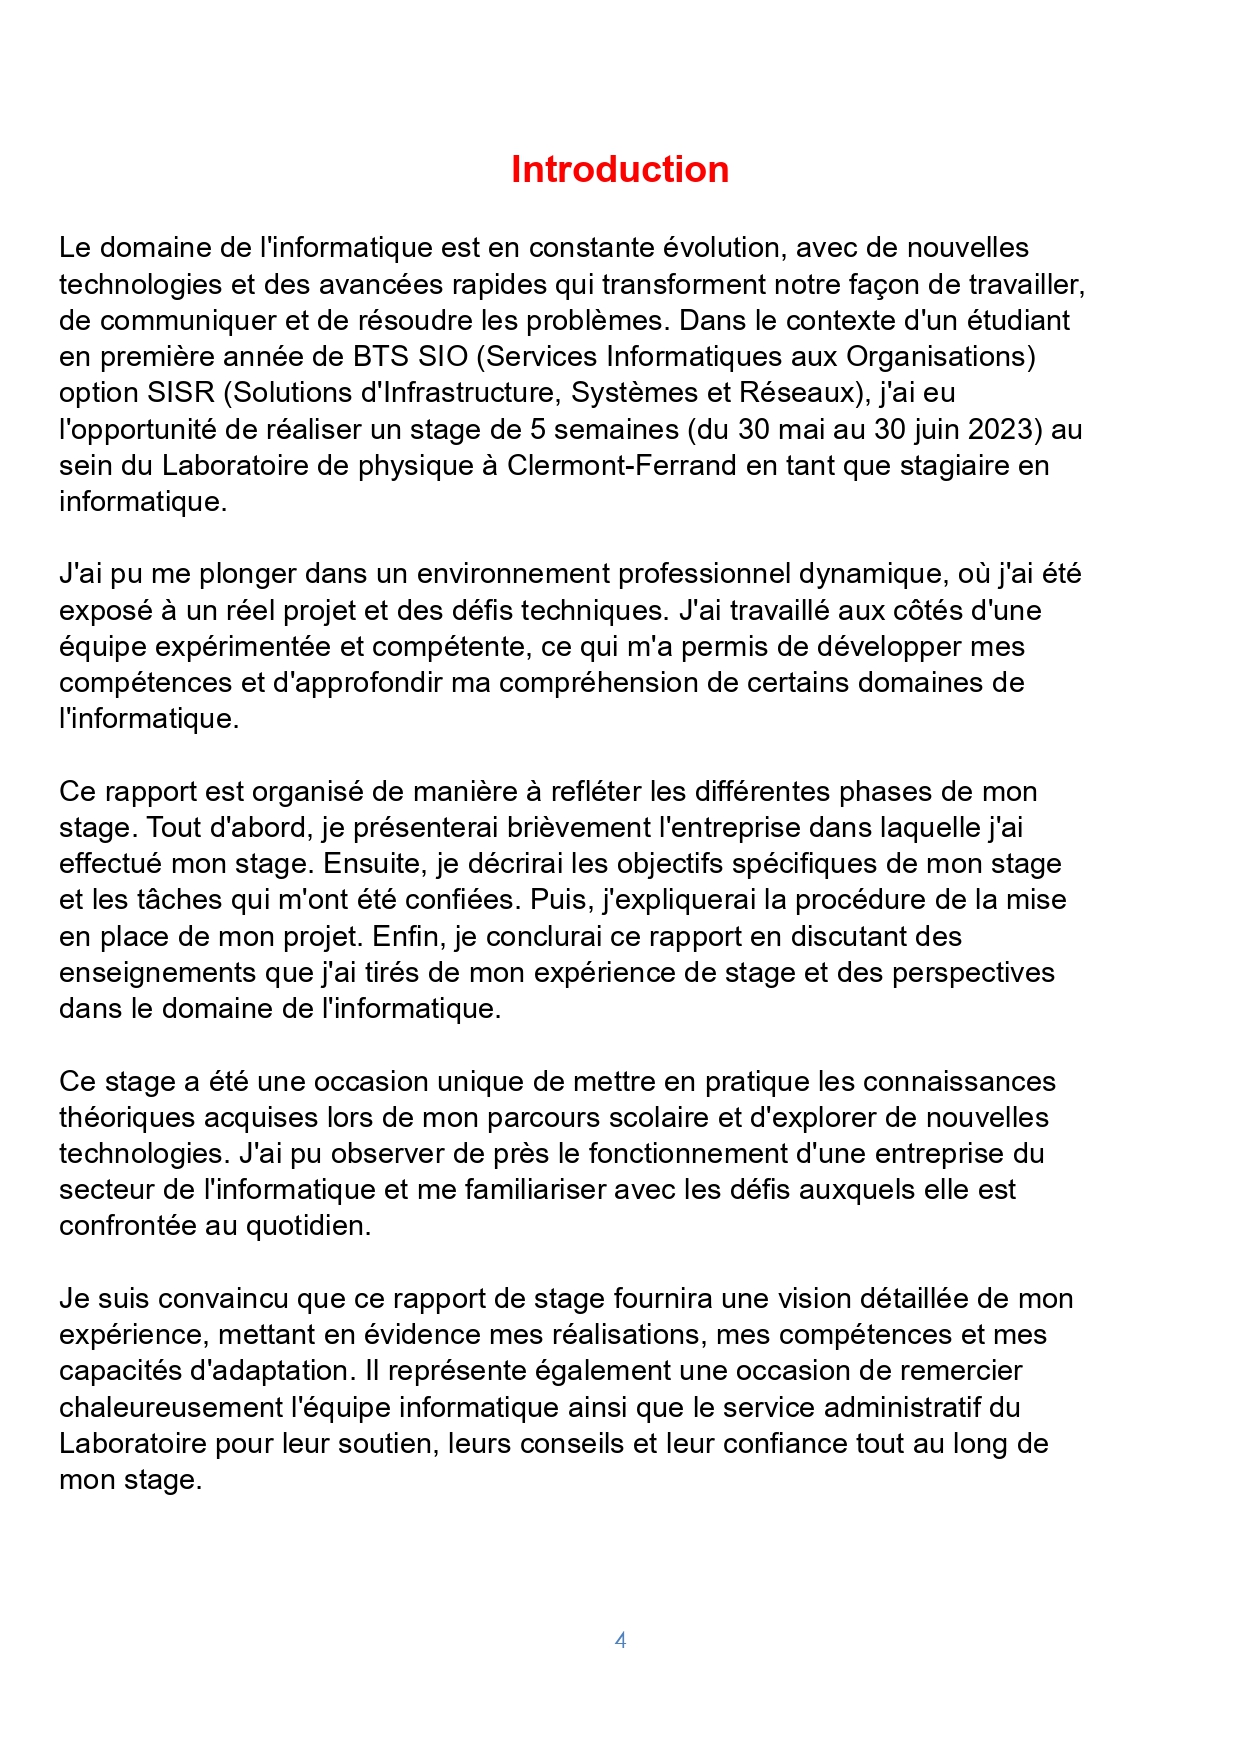 Introduction
Le domaine de l'informatique est en constante évolution, avec de nouvelles
technologies et des avancées rapides qui transforment notre façon de travailler,
de communiquer et de résoudre les problèmes. Dans le contexte d'un étudiant
en première année de BTS SIO (Services Informatiques aux Organisations)
option SISR (Solutions d'Infrastructure, Systèmes et Réseaux), j'ai eu
l'opportunité de réaliser un stage de 5 semaines (du 30 mai au 30 juin 2023) au
sein du Laboratoire de physique à Clermont-Ferrand en tant que stagiaire en
informatique.
J'ai pu me plonger dans un environnement professionnel dynamique, où j'ai été
exposé à un réel projet et des défis techniques. J'ai travaillé aux côtés d'une
équipe expérimentée et compétente, ce qui m'a permis de développer mes
compétences et d'approfondir ma compréhension de certains domaines de
l'informatique.
Ce rapport est organisé de manière à refléter les différentes phases de mon
stage. Tout d'abord, je présenterai brièvement l'entreprise dans laquelle j'ai
effectué mon stage. Ensuite, je décrirai les objectifs spécifiques de mon stage
et les tâches qui m'ont été confiées. Puis, j'expliquerai la procédure de la mise
en place de mon projet. Enfin, je conclurai ce rapport en discutant des
enseignements que j'ai tirés de mon expérience de stage et des perspectives
dans le domaine de l'informatique.
Ce stage a été une occasion unique de mettre en pratique les connaissances
théoriques acquises lors de mon parcours scolaire et d'explorer de nouvelles
technologies. J'ai pu observer de près le fonctionnement d'une entreprise du
secteur de l'informatique et me familiariser avec les défis auxquels elle est
confrontée au quotidien.
Je suis convaincu que ce rapport de stage fournira une vision détaillée de mon
expérience, mettant en évidence mes réalisations, mes compétences et mes
capacités d'adaptation. Il représente également une occasion de remercier
chaleureusement l'équipe informatique ainsi que le service administratif du
Laboratoire pour leur soutien, leurs conseils et leur confiance tout au long de
mon stage.
4